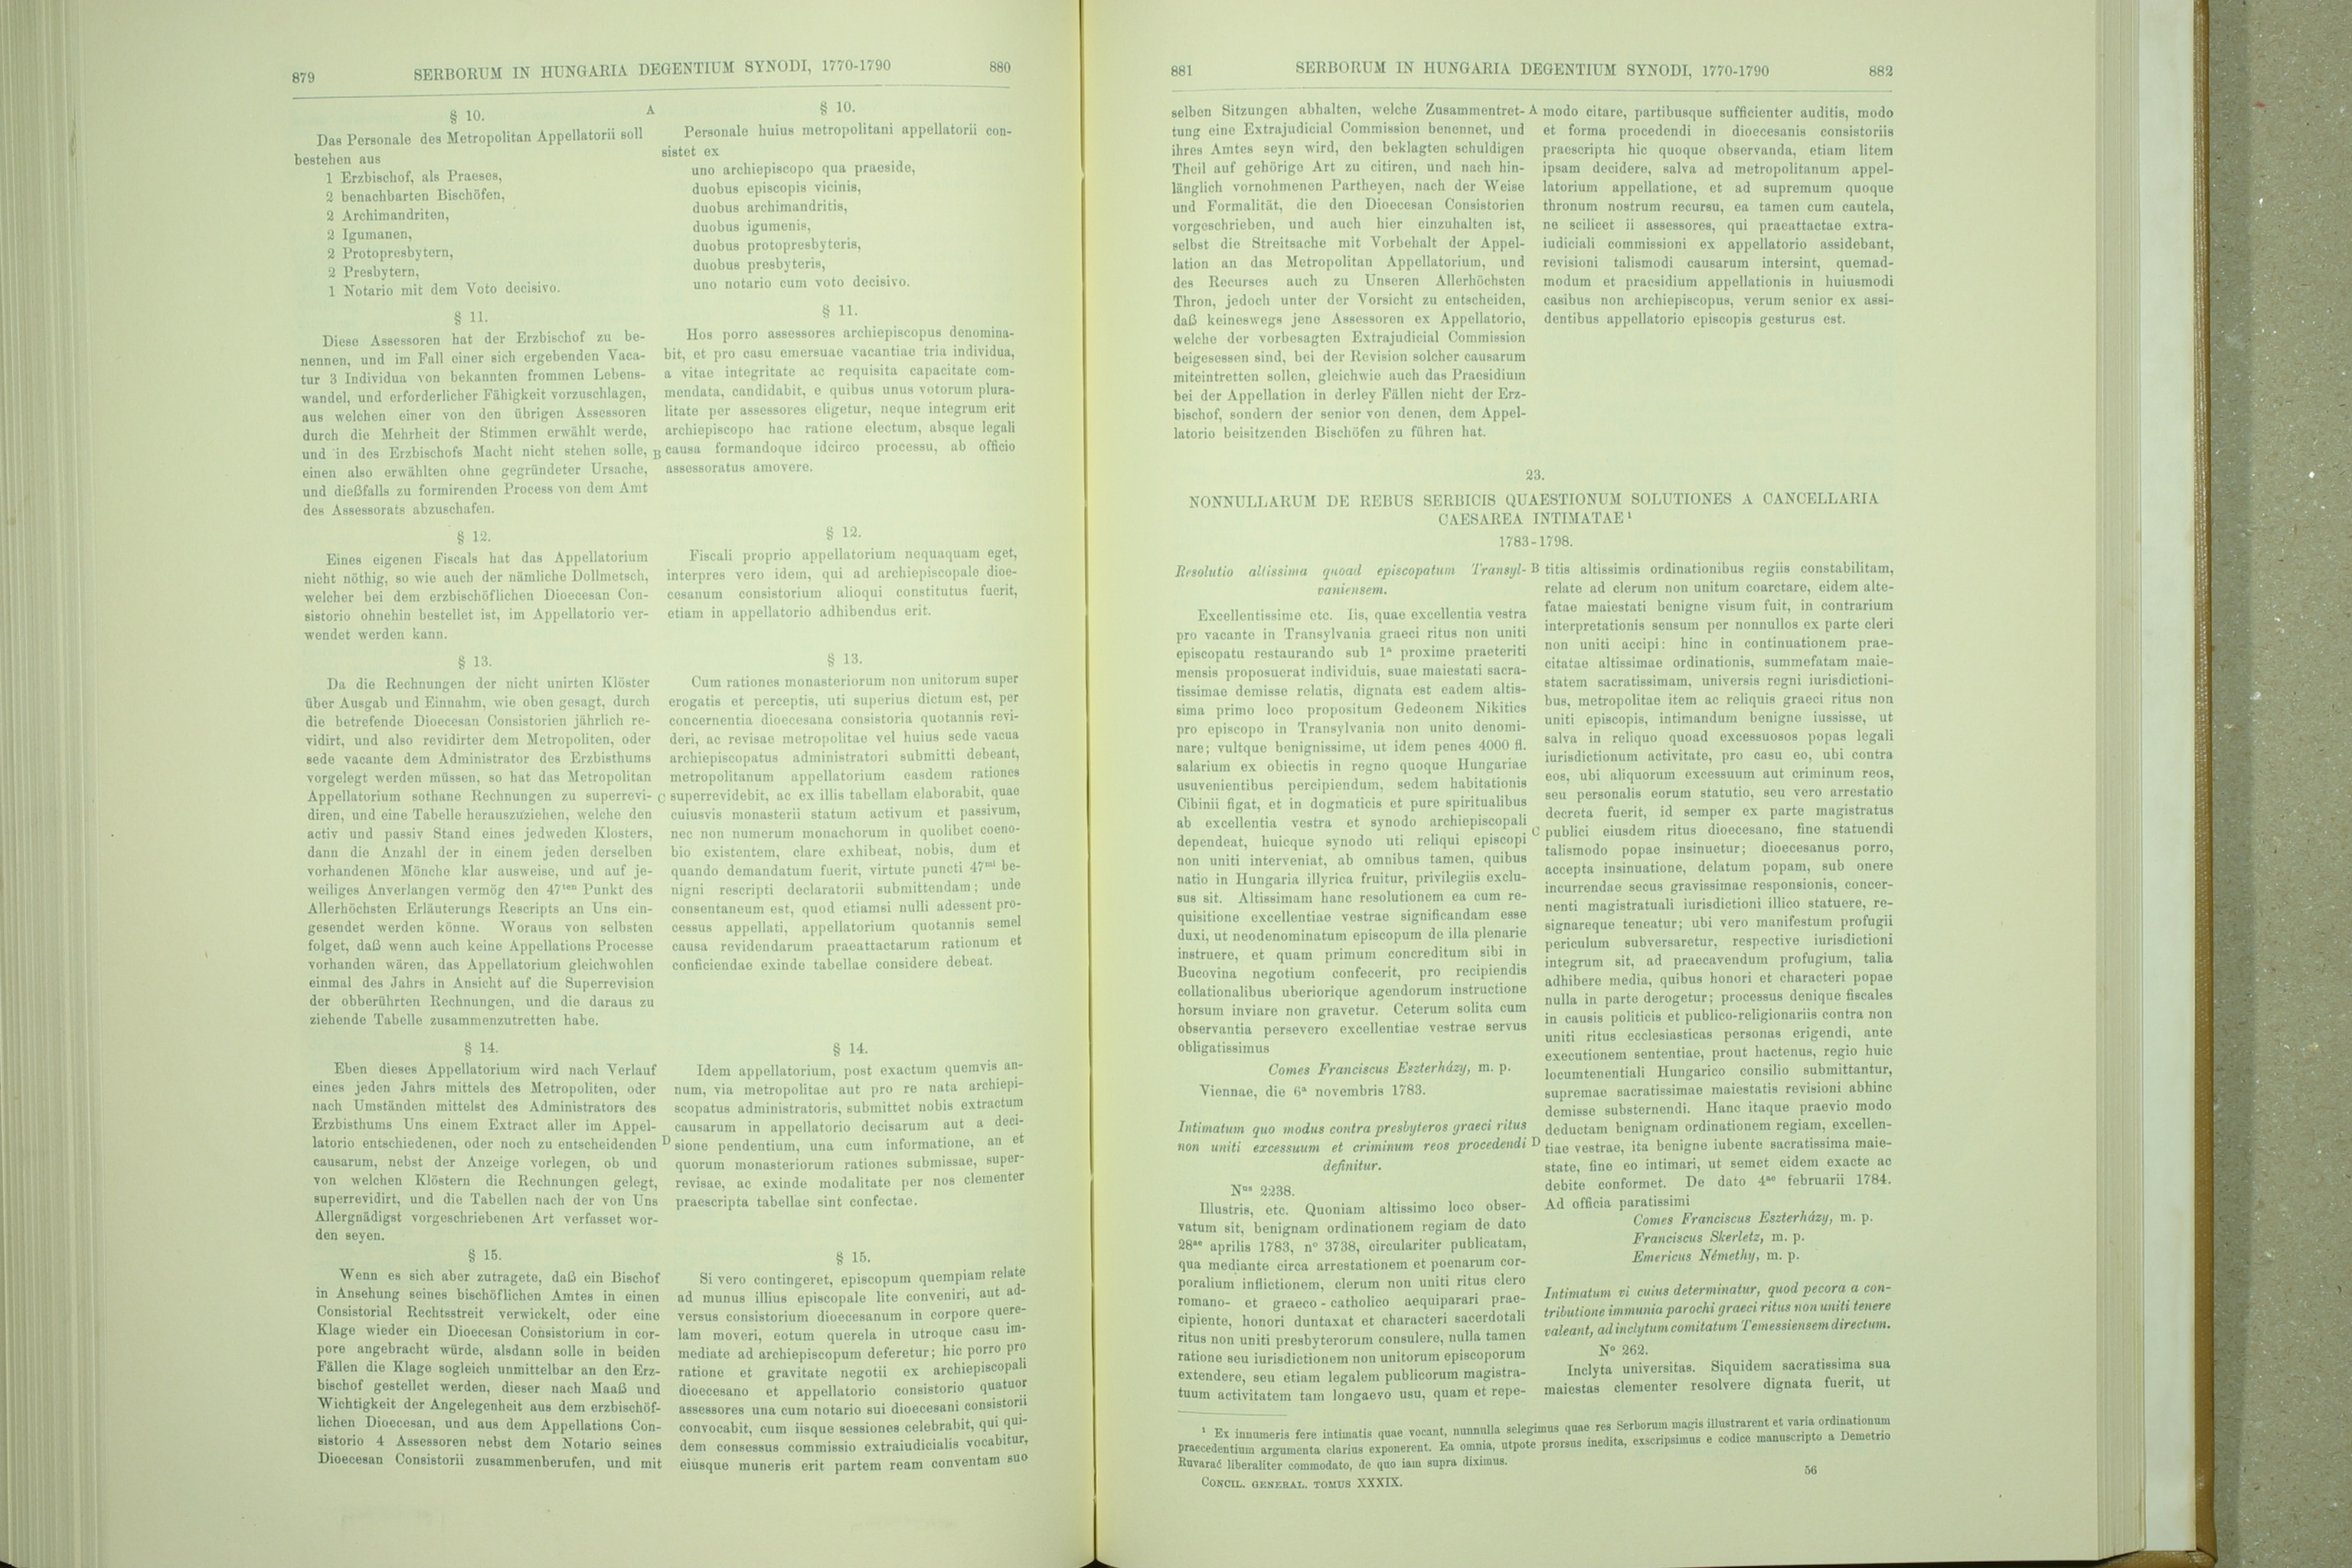 879
SERBORUM IN HUNGARIA DEGENTIUM SYNODI, 1770-1790
880
§ 10.
Das Personale des Metropolitan Appellatorii soll
bestehen aus
1 Erzbischof, als Praeses,
2 benachbarten Bischöfen,
2 Archimandriten,
2 Igumanen,
2 Protopresbytern,
2 Presbytern,
1 Notario mit dem Voto decisivo.
§ 11.
Diese Assessoren hat der Erzbischof zu be-
nennen, und im Fall einer sich ergebenden Vaca-
tur 3 Individua von bekannten frommen Lebens-
wandel, und erforderlicher Fähigkeit vorzuschlagen,
aus welchen einer von den übrigen Assessoren
durch die Mehrheit der Stimmen erwählt werde,
und in des Erzbischofs Macht nicht stehen solle,
einen also erwählten ohne gegründeter Ursache,
und dießfalls zu formirenden Process von dem Amt
des Assessorats abzuschafen.
§ 12.
Eines eigenen Fiscals hat das Appellatorium
nicht nöthig, so wie auch der nämliche Dollmetsch,
welcher bei dem erzbischöflichen Dioecesan Con-
sistorio ohnehin bestellet ist, im Appellatorio ver-
wendet werden kann.
§ 13.
Da die Rechnungen der nicht unirten Klöster
über Ausgab und Einnahm, wie oben gesagt, durch
die betrefende Dioecesan Consistorien jährlich re-
vidirt, und also revidirter dem Metropoliten, oder
sede vacante dem Administrator des Erzbisthums
vorgelegt werden müssen, so hat das Metropolitan
Appellatorium sothane Rechnungen zu superrevi-
diren, und eine Tabelle herauszuziehen, welche den
activ und passiv Stand eines jedweden Klosters,
dann die Anzahl der in einem jeden derselben
vorhandenen Mönche klar ausweise, und auf je-
weiliges Anverlangen vermög den 47ten Punkt des
Allerhöchsten Erläuterungs Rescripts an Uns ein-
gesendet werden könne. Woraus von selbsten
folget, daß wenn auch keine Appellations Processe
vorhanden wären, das Appellatorium gleichwohlen
einmal des Jahrs in Ansicht auf die Superrevision
der obberührten Rechnungen, und die daraus zu
ziehende Tabelle zusammenzutretten habe.
§ 14.
Eben dieses Appellatorium wird nach Verlauf
eines jeden Jahrs mittels des Metropoliten, oder
nach Umständen mittelst des Administrators des
Erzbisthums Uns einem Extract aller im Appel-
latorio entschiedenen, oder noch zu entscheidenden
causarum, nebst der Anzeige vorlegen, ob und
von welchen Klöstern die Rechnungen gelegt,
superrevidirt, und die Tabellen nach der von Uns
Allergnädigst vorgeschriebenen Art verfasset wor-
den seyen.
§ 15.
Wenn es sich aber zutragete, daß ein Bischof
in Ansehung seines bischöflichen Amtes in einen
Consistorial Rechtsstreit verwickelt, oder eine
Klage wieder ein Dioecesan Consistorium in cor-
pore angebracht würde, alsdann solle in beiden
Fällen die Klage sogleich unmittelbar an den Erz-
bischof gestellet werden, dieser nach Maaß und
Wichtigkeit der Angelegenheit aus dem erzbischöf-
lichen Dioecesan, und aus dem Appellations Con-
sistorio 4 Assessoren nebst dem Notario seines
Dioecesan Consistorii zusammenberufen, und mit
A
B
C
D
§ 10.
Personale huius metropolitani appellatorii con-
sistet ex
uno archiepiscopo qua praeside,
duobus episcopis vicinis,
duobus archimandritis,
duobus igumenis,
duobus protopresbyteris,
duobus presbyteris,
uno notario cum voto decisivo.
§ 11.
Hos porro assessores archiepiscopus denomina-
bit, et pro casu emersuae vacantiae tria individua,
a vitae integritate ac requisita capacitate com-
mendata, candidabit, e quibus unus votorum plura-
litate per assessores eligetur, neque integrum erit
archiepiscopo hac ratione electum, absque legali
causa formandoque idcirco processu, ab officio
assessoratus amovere.
§ 12.
Fiscali proprio appellatorium nequaquam eget,
interpres vero idem, qui ad archiepiscopale dioe-
cesanum consistorium alioqui constitutus fuerit,
etiam in appellatorio adhibendus erit.
§ 13.
Cum rationes monasteriorum non unitorum super
erogatis et perceptis, uti superius dictum est, per
concernentia dioecesana consistoria quotannis revi-
deri, ac revisae metropolitae vel huius sede vacua
archiepiscopatus administratori submitti debeant,
metropolitanum appellatorium easdem rationes
superrevidebit, ac ex illis tabellam elaborabit, quae
cuiusvis monasterii statum activum et passivum,
nec non numerum monachorum in quolibet coeno-
bio existentem, clare exhibeat, nobis, dum et
quando demandatum fuerit, virtute puncti 47mi be-
nigni rescripti declaratorii submittendam; unde
consentaneum est, quod etiamsi nulli adessent pro-
cessus appellati, appellatorium quotannis semel
causa revidendarum praeattactarum rationum et
conficiendae exinde tabellae considere debeat.
§ 14.
Idem appellatorium, post exactum quemvis an-
num, via metropolitae aut pro re nata archiepi-
scopatus administratoris, submittet nobis extractum
causarum in appellatorio decisarum aut a deci-
sione pendentium, una cum informatione, an et
quorum monasteriorum rationes submissae, super-
revisae, ac exinde modalitate per nos clementer
praescripta tabellae sint confectae.
§ 15.
Si vero contingeret, episcopum quempiam relate
ad munus illius episcopale lite conveniri, aut ad-
versus consistorium dioecesanum in corpore quere-
lam moveri, eotum querela in utroque casu im-
mediate ad archiepiscopum deferetur; hic porro pro
ratione et gravitate negotii ex archiepiscopali
dioecesano et appellatorio consistorio quatuor
assessores una cum notario sui dioecesani consistorii
convocabit, cum iisque sessiones celebrabit, qui qui-
dem consessus commissio extraiudicialis vocabitur,
eiusque muneris erit partem ream conventam suo
881
SERBORUM IN HUNGARIA DEGENTIUM SYNODI, 1770-1790
882
selben Sitzungen abhalten, welche Zusammentret-
tung eine Extrajudicial Commission benennet, und
ihres Amtes seyn wird, den beklagten schuldigen
Theil auf gehörige Art zu citiren, und nach hin-
länglich vornohmenen Partheyen, nach der Weise
und Formalität, die den Dioecesan Consistorien
vorgeschrieben, und auch hier einzuhalten ist,
selbst die Streitsache mit Vorbehalt der Appel-
lation an das Metropolitan Appellatorium, und
des Recurses auch zu Unseren Allerhöchsten
Thron, jedoch unter der Vorsicht zu entscheiden,
daß keineswegs jene Assessoren ex Appellatorio,
welche der vorbesagten Extrajudicial Commission
beigesessen sind, bei der Revision solcher causarum
miteintretten sollen, gleichwie auch das Praesidium
bei der Appellation in derley Fällen nicht der Erz-
bischof, sondern der senior von denen, dem Appel-
latorio beisitzenden Bischöfen zu führen hat.
A
modo citare, partibusque sufficienter auditis, modo
et forma procedendi in dioecesanis consistoriis
praescripta hic quoque observanda, etiam litem
ipsam decidere, salva ad metropolitanum appel-
latorium appellatione, et ad supremum quoque
thronum nostrum recursu, ea tamen cum cautela,
ne scilicet ii assessores, qui praeattactae extra-
iudiciali commissioni ex appellatorio assidebant,
revisioni talismodi causarum intersint, quemad-
modum et praesidium appellationis in huiusmodi
casibus non archiepiscopus, verum senior ex assi-
dentibus appellatorio episcopis gesturus est.
23.
NONNULLARUM DE REBUS SERBICIS QUAESTIONUM SOLUTIONES A CANCELLARIA
CAESAREA INTIMATAE¹
1783-1798.
Resolutio altissima quoad episcopatum Transyl-
vaniensem.
Excellentissime etc. Iis, quae excellentia vestra
pro vacante in Transylvania graeci ritus non uniti
episcopatu restaurando sub 1ª proxime praeteriti
mensis proposuerat individuis, suae maiestati sacra-
tissimae demisse relatis, dignata est eadem altis-
sima primo loco propositum Gedeonem Nikitics
pro episcopo in Transylvania non unito denomi-
nare; vultque benignissime, ut idem penes 4000 fl.
salarium ex obiectis in regno quoque Hungariae
usuvenientibus percipiendum, sedem habitationis
Cibinii figat, et in dogmaticis et pure spiritualibus
ab excellentia vestra et synodo archiepiscopali
dependeat, huicque synodo uti reliqui episcopi
non uniti interveniat, ab omnibus tamen, quibus
natio in Hungaria illyrica fruitur, privilegiis exclu-
sus sit. Altissimam hanc resolutionem ea cum re-
quisitione excellentiae vestrae significandam esse
duxi, ut neodenominatum episcopum de illa plenarie
instruere, et quam primum concreditum sibi in
Bucovina negotium confecerit, pro recipiendis
collationalibus uberiorique agendorum instructione
horsum inviare non gravetur. Ceterum solita cum
observantia persevero excellentiae vestrae servus
obligatissimus
Comes Franciscus Eszterházy, m. p.
Viennae, die 6ª novembris 1783.
Intimatum quo modus contra presbyteros graeci ritus
non uniti excessuum et criminum reos procedendi
definitur.
Nus 2238.
Illustris, etc. Quoniam altissimo loco obser-
vatum sit, benignam ordinationem regiam de dato
28ae aprilis 1783, nº 3738, circulariter publicatam,
qua mediante circa arrestationem et poenarum cor-
poralium inflictionem, clerum non uniti ritus clero
romano- et graeco-catholico aequiparari prae-
cipiente, honori duntaxat et characteri sacerdotali
ritus non uniti presbyterorum consulere, nulla tamen
ratione seu iurisdictionem non unitorum episcoporum
extendere, seu etiam legalem publicorum magistra-
tuum activitatem tam longaevo usu, quam et repe-
B
C
D
titis altissimis ordinationibus regiis constabilitam,
relate ad clerum non unitum coarctare, eidem alte-
fatae maiestati benigne visum fuit, in contrarium
interpretationis sensum per nonnullos ex parte cleri
non uniti accipi: hinc in continuationem prae-
citatae altissimae ordinationis, summefatam maie-
statem sacratissimam, universis regni iurisdictioni-
bus, metropolitae item ac reliquis graeci ritus non
uniti episcopis, intimandum benigne iussisse, ut
salva in reliquo quoad excessuosos popas legali
iurisdictionum activitate, pro casu eo, ubi contra
eos, ubi aliquorum excessuum aut criminum reos,
seu personalis eorum statutio, seu vero arrestatio
decreta fuerit, id semper ex parte magistratus
publici eiusdem ritus dioecesano, fine statuendi
talismodo popae insinuetur; dioecesanus porro,
accepta insinuatione, delatum popam, sub onere
incurrendae secus gravissimae responsionis, concer-
nenti magistratuali iurisdictioni illico statuere, re-
signareque teneatur; ubi vero manifestum profugii
periculum subversaretur, respective iurisdictioni
integrum sit, ad praecavendum profugium, talia
adhibere media, quibus honori et characteri popae
nulla in parte derogetur; processus denique fiscales
in causis politicis et publico-religionariis contra non
uniti ritus ecclesiasticas personas erigendi, ante
executionem sententiae, prout hactenus, regio huic
locumtenentiali Hungarico consilio submittantur,
supremae sacratissimae maiestatis revisioni abhinc
demisse substernendi. Hanc itaque praevio modo
deductam benignam ordinationem regiam, excellen-
tiae vestrae, ita benigne iubente sacratissima maie-
state, fine eo intimari, ut semet eidem exacte ac
debite conformet. De dato 4ae februarii 1784.
Ad officia paratissimi
Comes Franciscus Eszterházy, m. p.
Franciscus Skerletz, m. p.
Emericus Némethy, m. p.
Intimatum vi cuius determinatur, quod pecora a con-
tributione immunia parochi graeci ritus non uniti tenere
valeant, ad inclytum comitatum Temessiensem directum.
Nº 262.
Inclyta universitas. Siquidem sacratissima sua
maiestas clementer resolvere dignata fuerit, ut
¹ Ex innumeris fere intimatis quae vocant, nunnulla selegimus quae res Serborum magis illustrarent et varia ordinationum
praecedentium argumenta clarius exponerent. Ea omnia, utpote prorsus inedita, exscripsimus e codice manuscripto a Demetrio
Ruvarać liberaliter commodato, de quo iam supra diximus.
CONCIL. GENERAL. TOMUS XXXIX.
56